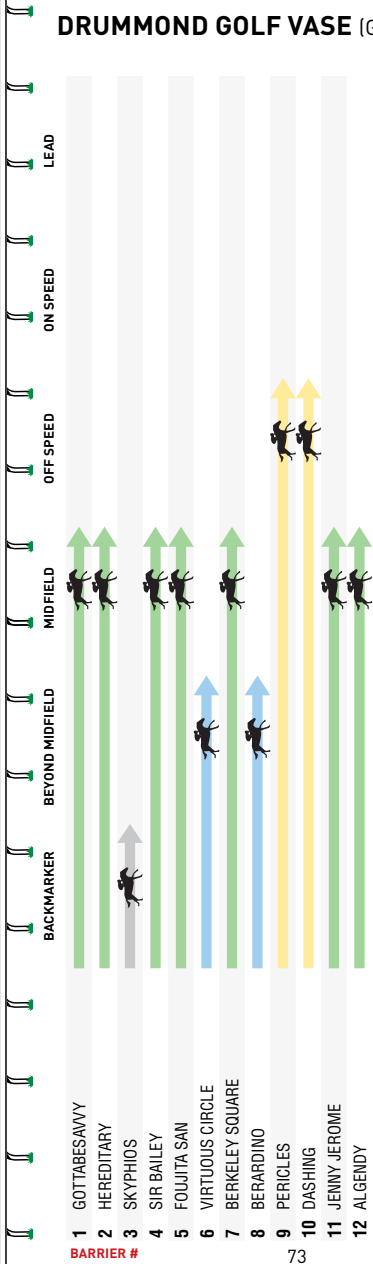 DRUMMOND GOLF VASE (G
LEAD
ON SPEED
OFF SPEED
MIDFIELD
BEYOND MIDFIELD
BACKMARKER
1 GOTTABESAVVY
2 HEREDITARY
3 SKYPHIOS
4 SIR BAILEY
5 FOUJITA SAN
6 VIRTUOUS CIRCLE
7 BERKELEY SQUARE
8 BERARDINO
9 PERICLES
10 DASHING
11 JENNY JEROME
12 ALGENDY
BARRIER #
73